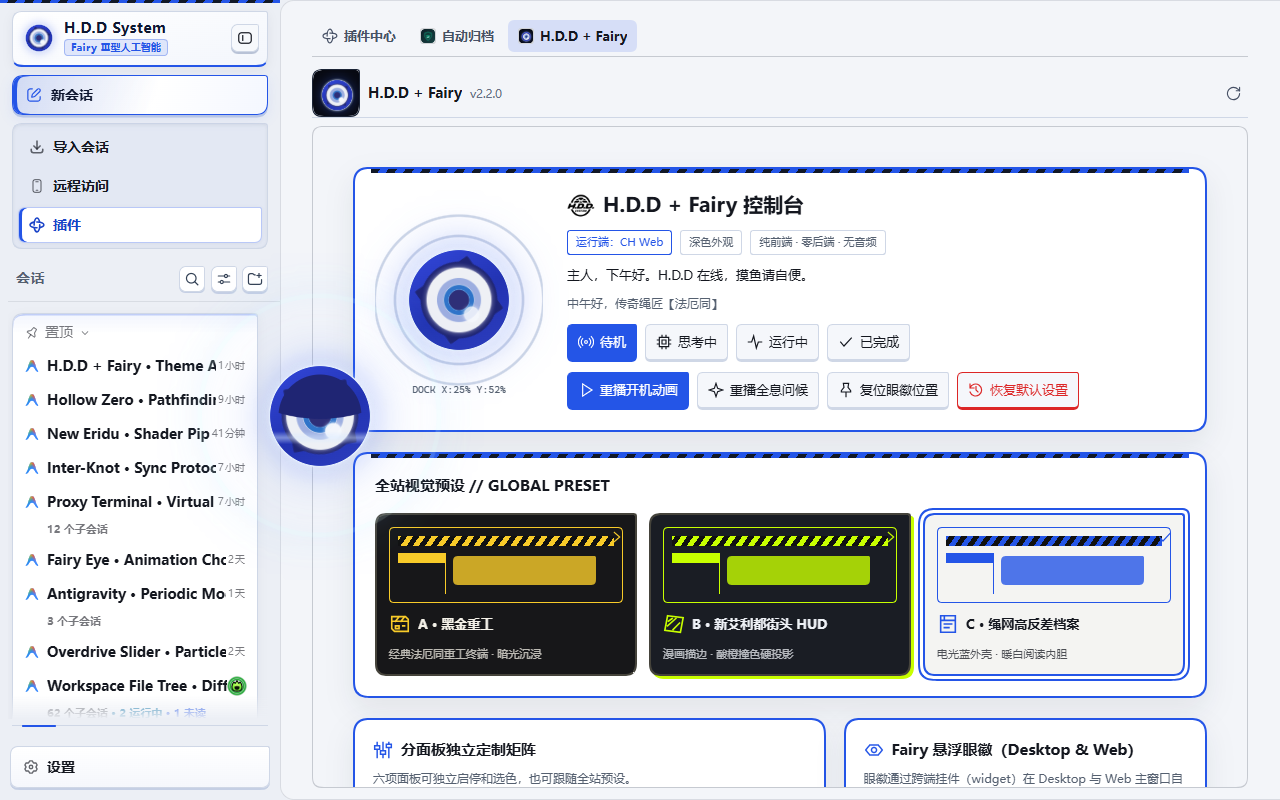 H.D.D System
Fairy III型人工智能
新会话
导入会话
远程访问
插件
会话
置顶
H.D.D + Fairy • Theme A 1小时
Hollow Zero • Pathfindin 9小时
New Eridu • Shader Pip 41分钟
Inter-Knot • Sync Protoc 7小时
Proxy Terminal • Virtual 7小时
12 个子会话
Fairy Eye • Animation Cho 2天
Antigravity • Periodic Mo 1天
3 个子会话
Overdrive Slider • Particle 2天
Workspace File Tree • Diff
62 个子会话 • 2 运行中 • 1 未读
设置
插件中心
自动归档
H.D.D + Fairy
H.D.D + Fairy v2.2.0
H.D.D + Fairy 控制台
运行端：CH Web
深色外观
纯前端 · 零后端 · 无音频
主人，下午好。H.D.D 在线，摸鱼请自便。
中午好，传奇绳匠【法厄同】
待机
思考中
运行中
已完成
DOCK X:25% Y:52%
重播开机动画
重播全息问候
复位眼徽位置
恢复默认设置
全站视觉预设 // GLOBAL PRESET
A • 黑金重工
经典法厄同重工终端 · 暗光沉浸
B • 新艾利都街头 HUD
漫画描边 · 酸橙撞色硬投影
C • 绳网高反差档案
电光蓝外壳 · 暖白阅读内胆
分面板独立定制矩阵
六项面板可独立启停和选色，也可跟随全站预设。
Fairy 悬浮眼徽（Desktop & Web）
眼徽通过跨端挂件（widget）在 Desktop 与 Web 主窗口自